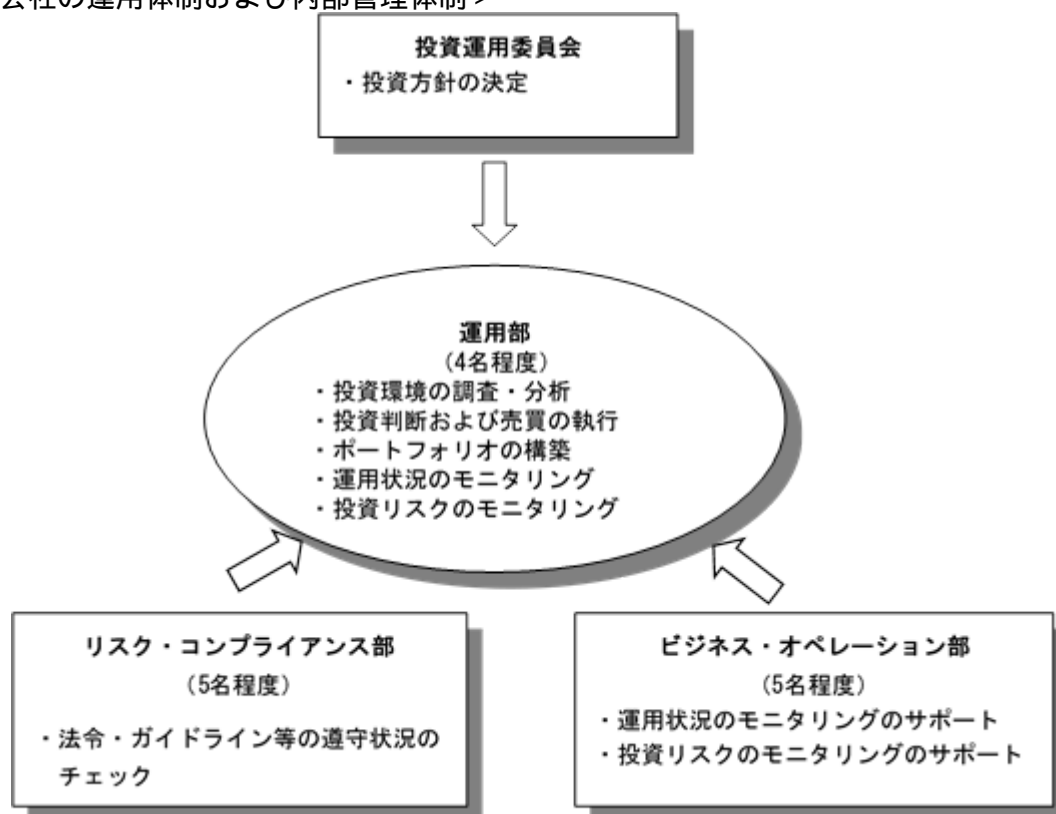 会社の運用体制および内部管理体制＞
投資運用委員会
・投資方針の決定
運用部
（4名程度）
・投資環境の調査・分析
・投資判断および売買の執行
・ポートフォリオの構築
・運用状況のモニタリング
・投資リスクのモニタリング
リスク・コンプライアンス部
（5名程度）
・法令・ガイドライン等の遵守状況の
チェック
ビジネス・オペレーション部
（5名程度）
・運用状況のモニタリングのサポート
・投資リスクのモニタリングのサポート